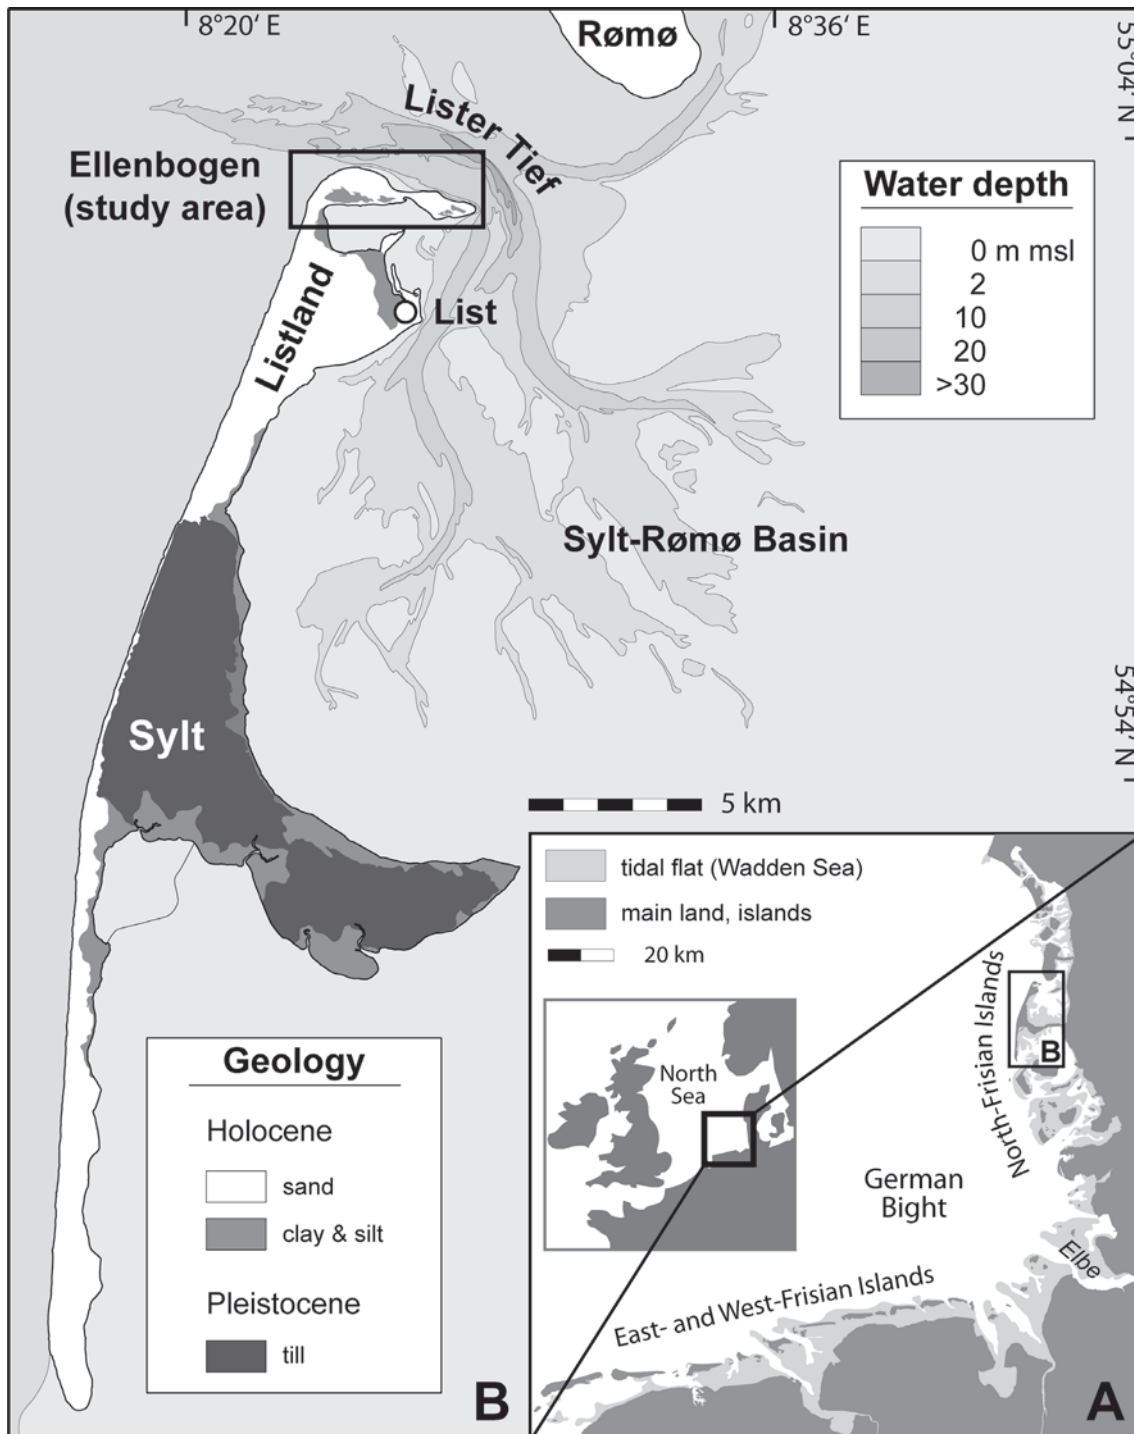 8°20‘ E
8°36‘ E
55°04‘ N
Rømø
Lister Tief
Ellenbogen
(study area)
Water depth
0 m msl
2
10
20
>30
Listland
List
Sylt-Rømø Basin
54°54‘ N
Sylt
5 km
tidal flat (Wadden Sea)
main land, islands
20 km
North-Frisian Islands
B
North
Sea
German
Bight
Elbe
East- and West-Frisian Islands
A
Geology
Holocene
sand
clay & silt
Pleistocene
till
B